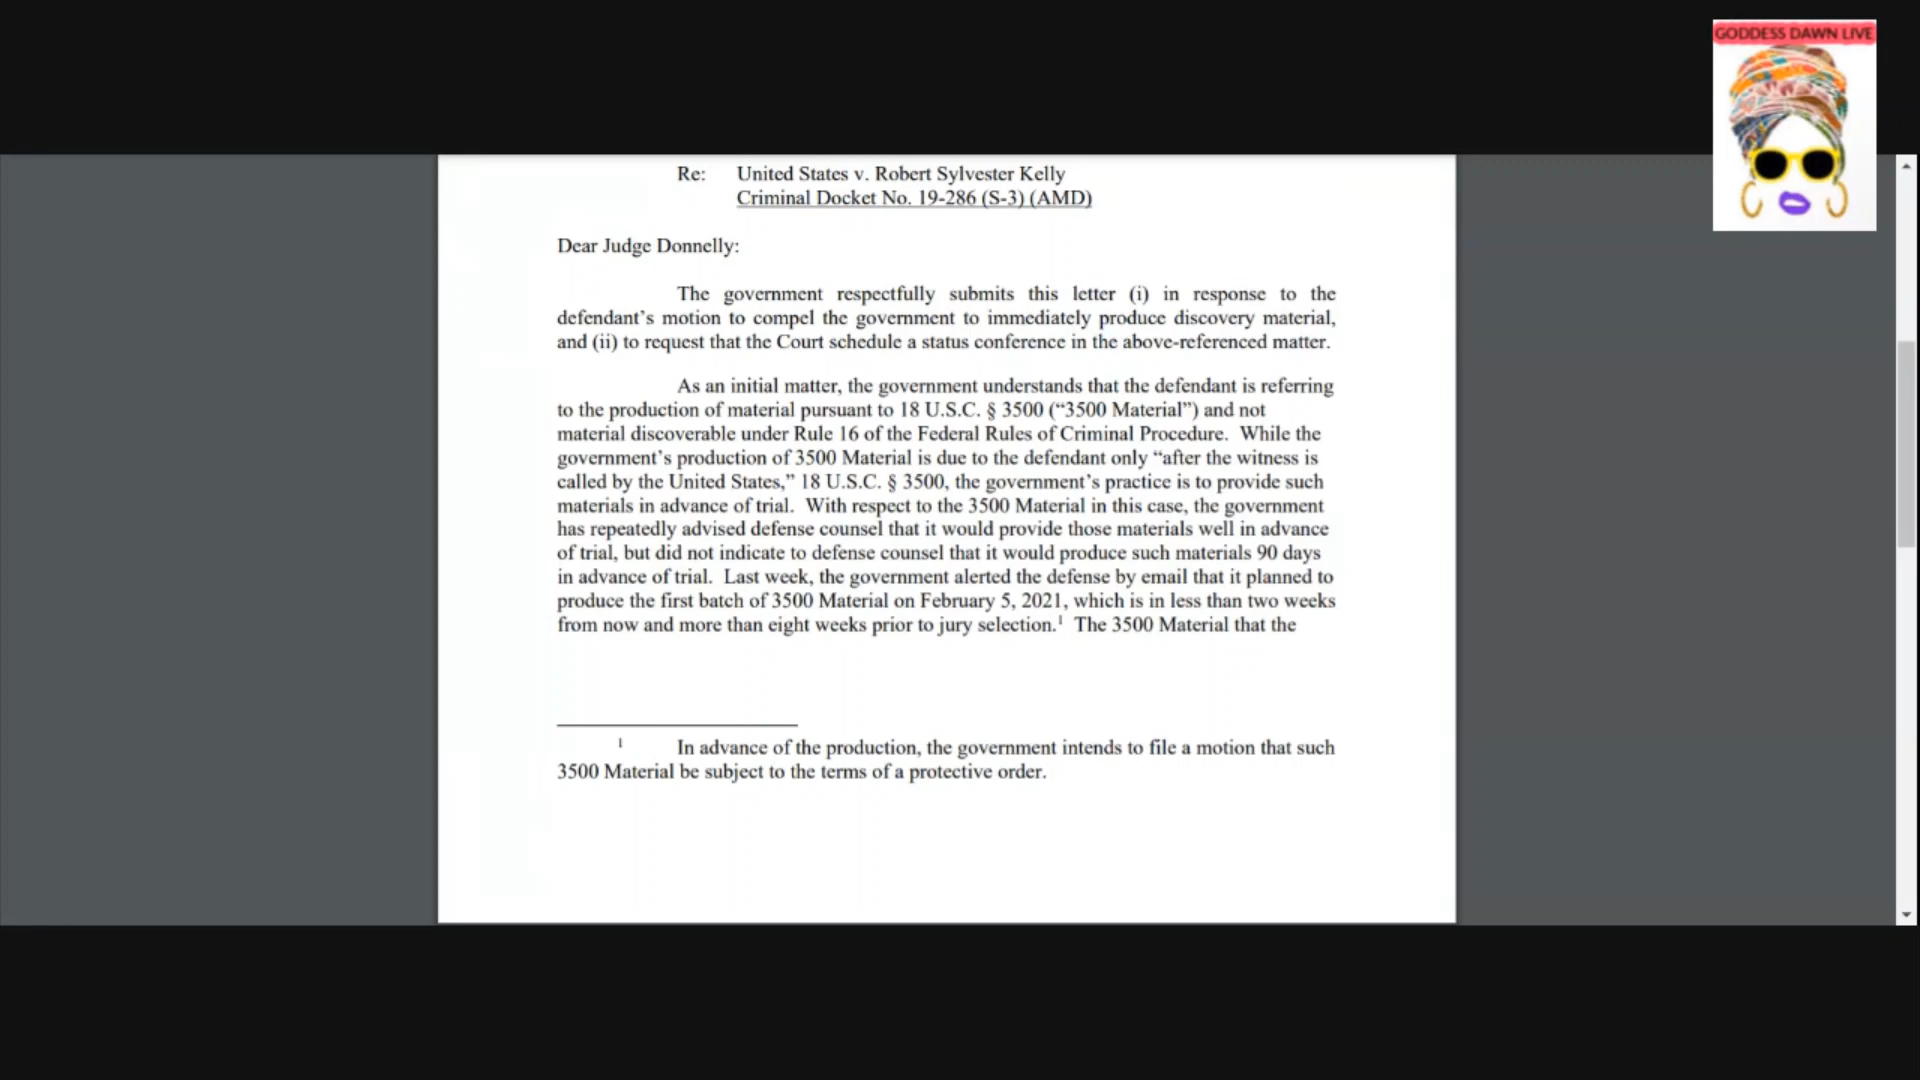 GODDESS DAWN LIVE
Re: United States v. Robert Sylvester Kelly
Criminal Docket No. 19-286 (S-3) (AMD)
Dear Judge Donnelly:
The government respectfully submits this letter (i) in response to the
defendant’s motion to compel the government to immediately produce discovery material,
and (ii) to request that the Court schedule a status conference in the above-referenced matter.
As an initial matter, the government understands that the defendant is referring
to the production of material pursuant to 18 U.S.C. § 3500 (“3500 Material”) and not
material discoverable under Rule 16 of the Federal Rules of Criminal Procedure. While the
government’s production of 3500 Material is due to the defendant only “after the witness is
called by the United States,” 18 U.S.C. § 3500, the government’s practice is to provide such
materials in advance of trial. With respect to the 3500 Material in this case, the government
has repeatedly advised defense counsel that it would provide those materials well in advance
of trial, but did not indicate to defense counsel that it would produce such materials 90 days
in advance of trial. Last week, the government alerted the defense by email that it planned to
produce the first batch of 3500 Material on February 5, 2021, which is in less than two weeks
from now and more than eight weeks prior to jury selection.1 The 3500 Material that the
1 In advance of the production, the government intends to file a motion that such
3500 Material be subject to the terms of a protective order.